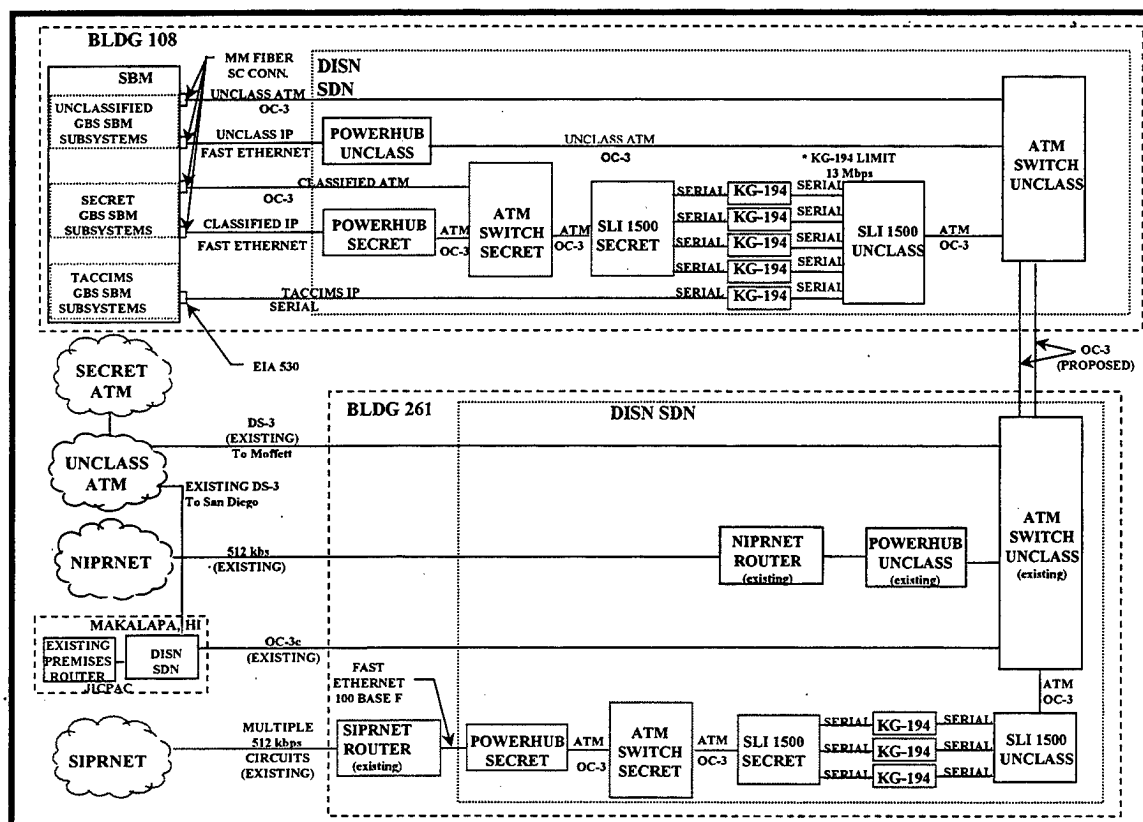 BLDG 108
MM FIBER
SC CONN.
DISN
SDN
SBM
UNCLASSIFIED
GBS SBM
SUBSYSTEMS
UNCLASS ATM
OC-3
UNCLASS IP
FAST ETHERNET
POWERHUB
UNCLASS
UNCLASS ATM
OC-3
* KG-194 LIMIT
13 Mbps
ATM
SWITCH
UNCLASS
SECRET
GBS SBM
SUBSYSTEMS
CLASSIFIED ATM
OC-3
CLASSIFIED IP
FAST ETHERNET
POWERHUB
SECRET
ATM
OC-3
ATM
SWITCH
SECRET
ATM
OC-3
SLI 1500
SECRET
SERIAL
KG-194
SERIAL
SERIAL
KG-194
SERIAL
SERIAL
KG-194
SERIAL
SERIAL
KG-194
SERIAL
SLI 1500
UNCLASS
ATM
OC-3
TACCIMS
GBS SBM
SUBSYSTEMS
TACCIMS IP
SERIAL
SERIAL
KG-194
SERIAL
EIA 530
OC-3
(PROPOSED)
SECRET
ATM
BLDG 261
DISN SDN
DS-3
(EXISTING)
To Moffett
UNCLASS
ATM
EXISTING DS-3
To San Diego
ATM
SWITCH
UNCLASS
(existing)
NIPRNET
512 kbs
(EXISTING)
NIPRNET
ROUTER
(existing)
POWERHUB
UNCLASS
(existing)
MAKALAPA, HI
EXISTING
PREMISES
ROUTER
DISN
SDN
JICPAC
OC-3c
(EXISTING)
FAST
ETHERNET
100 BASE F
ATM
OC-3
SIPRNET
MULTIPLE
512 kbps
CIRCUITS
(EXISTING)
SIPRNET
ROUTER
(existing)
POWERHUB
SECRET
ATM
OC-3
ATM
SWITCH
SECRET
ATM
OC-3
SLI 1500
SECRET
SERIAL
KG-194
SERIAL
SERIAL
KG-194
SERIAL
SERIAL
KG-194
SERIAL
SLI 1500
UNCLASS